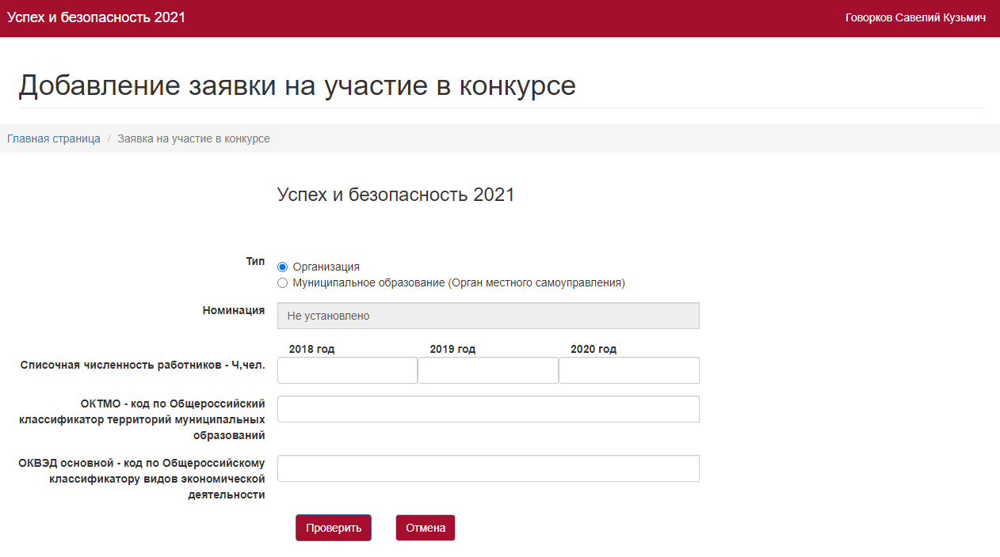 Успех и безопасность 2021
Говорков Савелий Кузьмич
Добавление заявки на участие в конкурсе
Главная страница / Заявка на участие в конкурсе
Успех и безопасность 2021
Тип
Организация
Муниципальное образование (Орган местного самоуправления)
Номинация
Не установлено
2018 год 2019 год 2020 год
Списочная численность работников - Ч,чел.
ОКТМО - код по Общероссийский
классификатор территорий муниципальных
образований
ОКВЭД основной - код по Общероссийскому
классификатору видов экономической
деятельности
Проверить Отмена